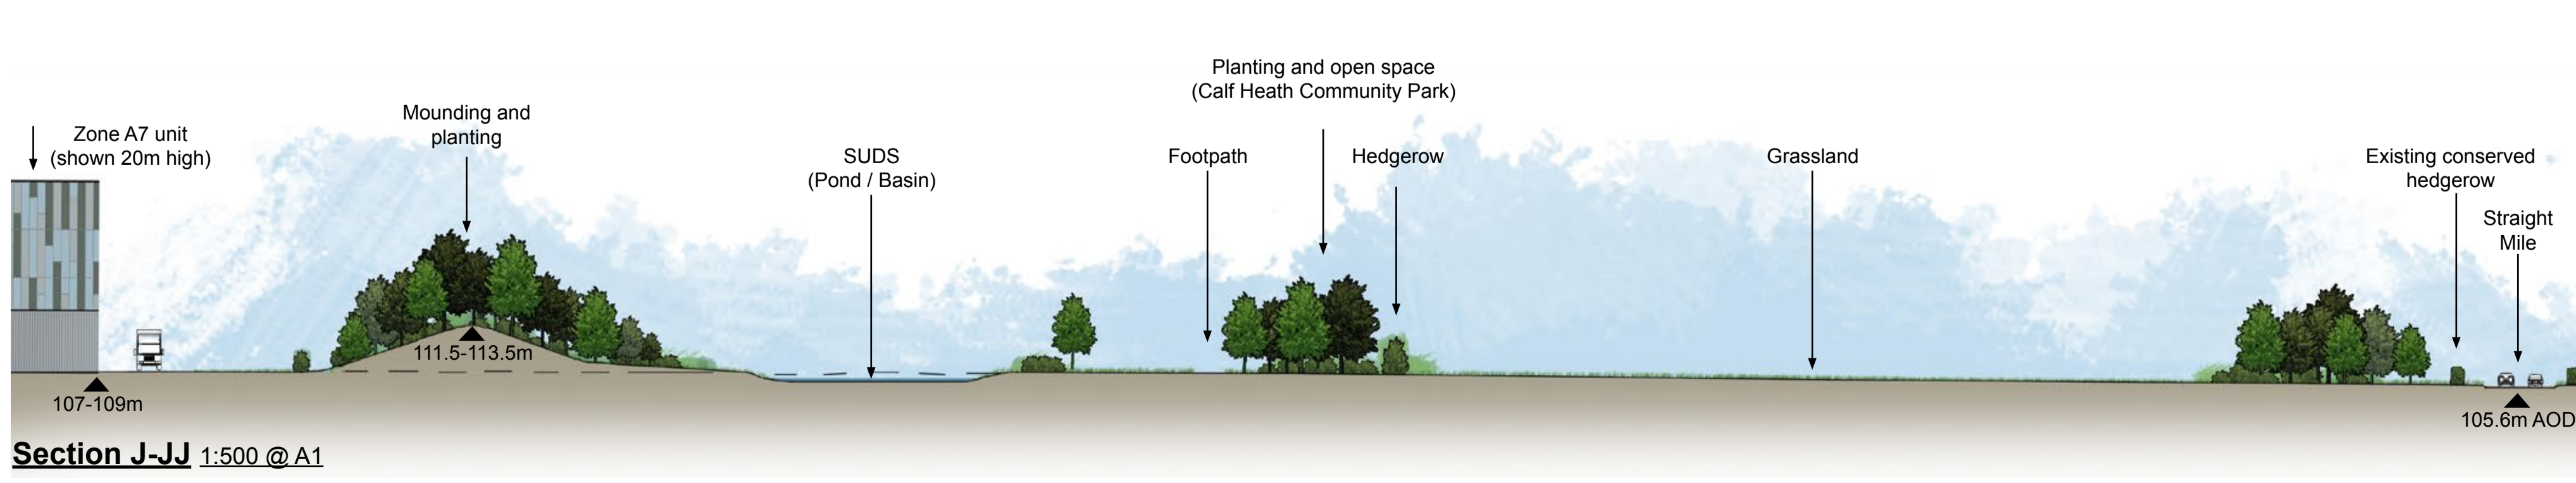 Zone A7 unit
(shown 20m high)
Mounding and
planting
SUDS
(Pond / Basin)
Footpath
Planting and open space
(Calf Heath Community Park)
Hedgerow
Grassland
Existing conserved
hedgerow
Straight
Mile
111.5-113.5m
107-109m
105.6m AOD
Section J-JJ 1:500 @ A1